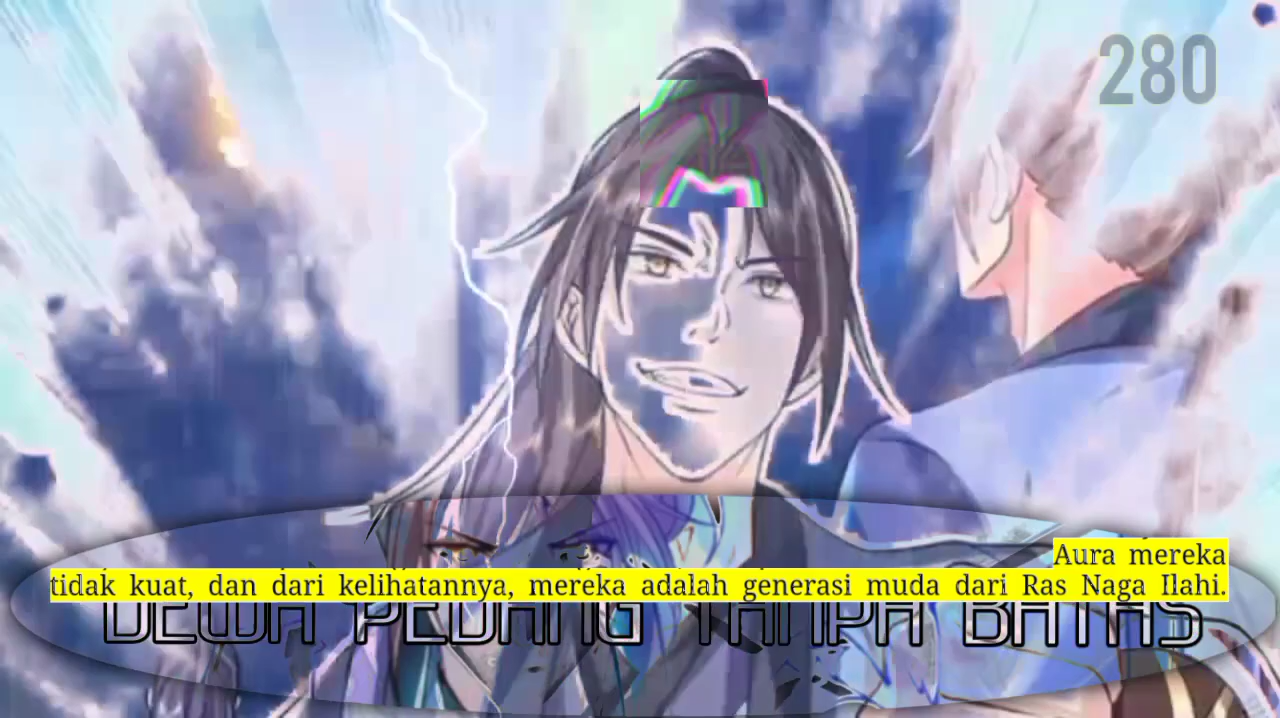 280
Aura mereka
tidak kuat, dan dari kelihatannya, mereka adalah generasi muda dari Ras Naga Ilahi.
DEWA PEDANG TANPA BATAS